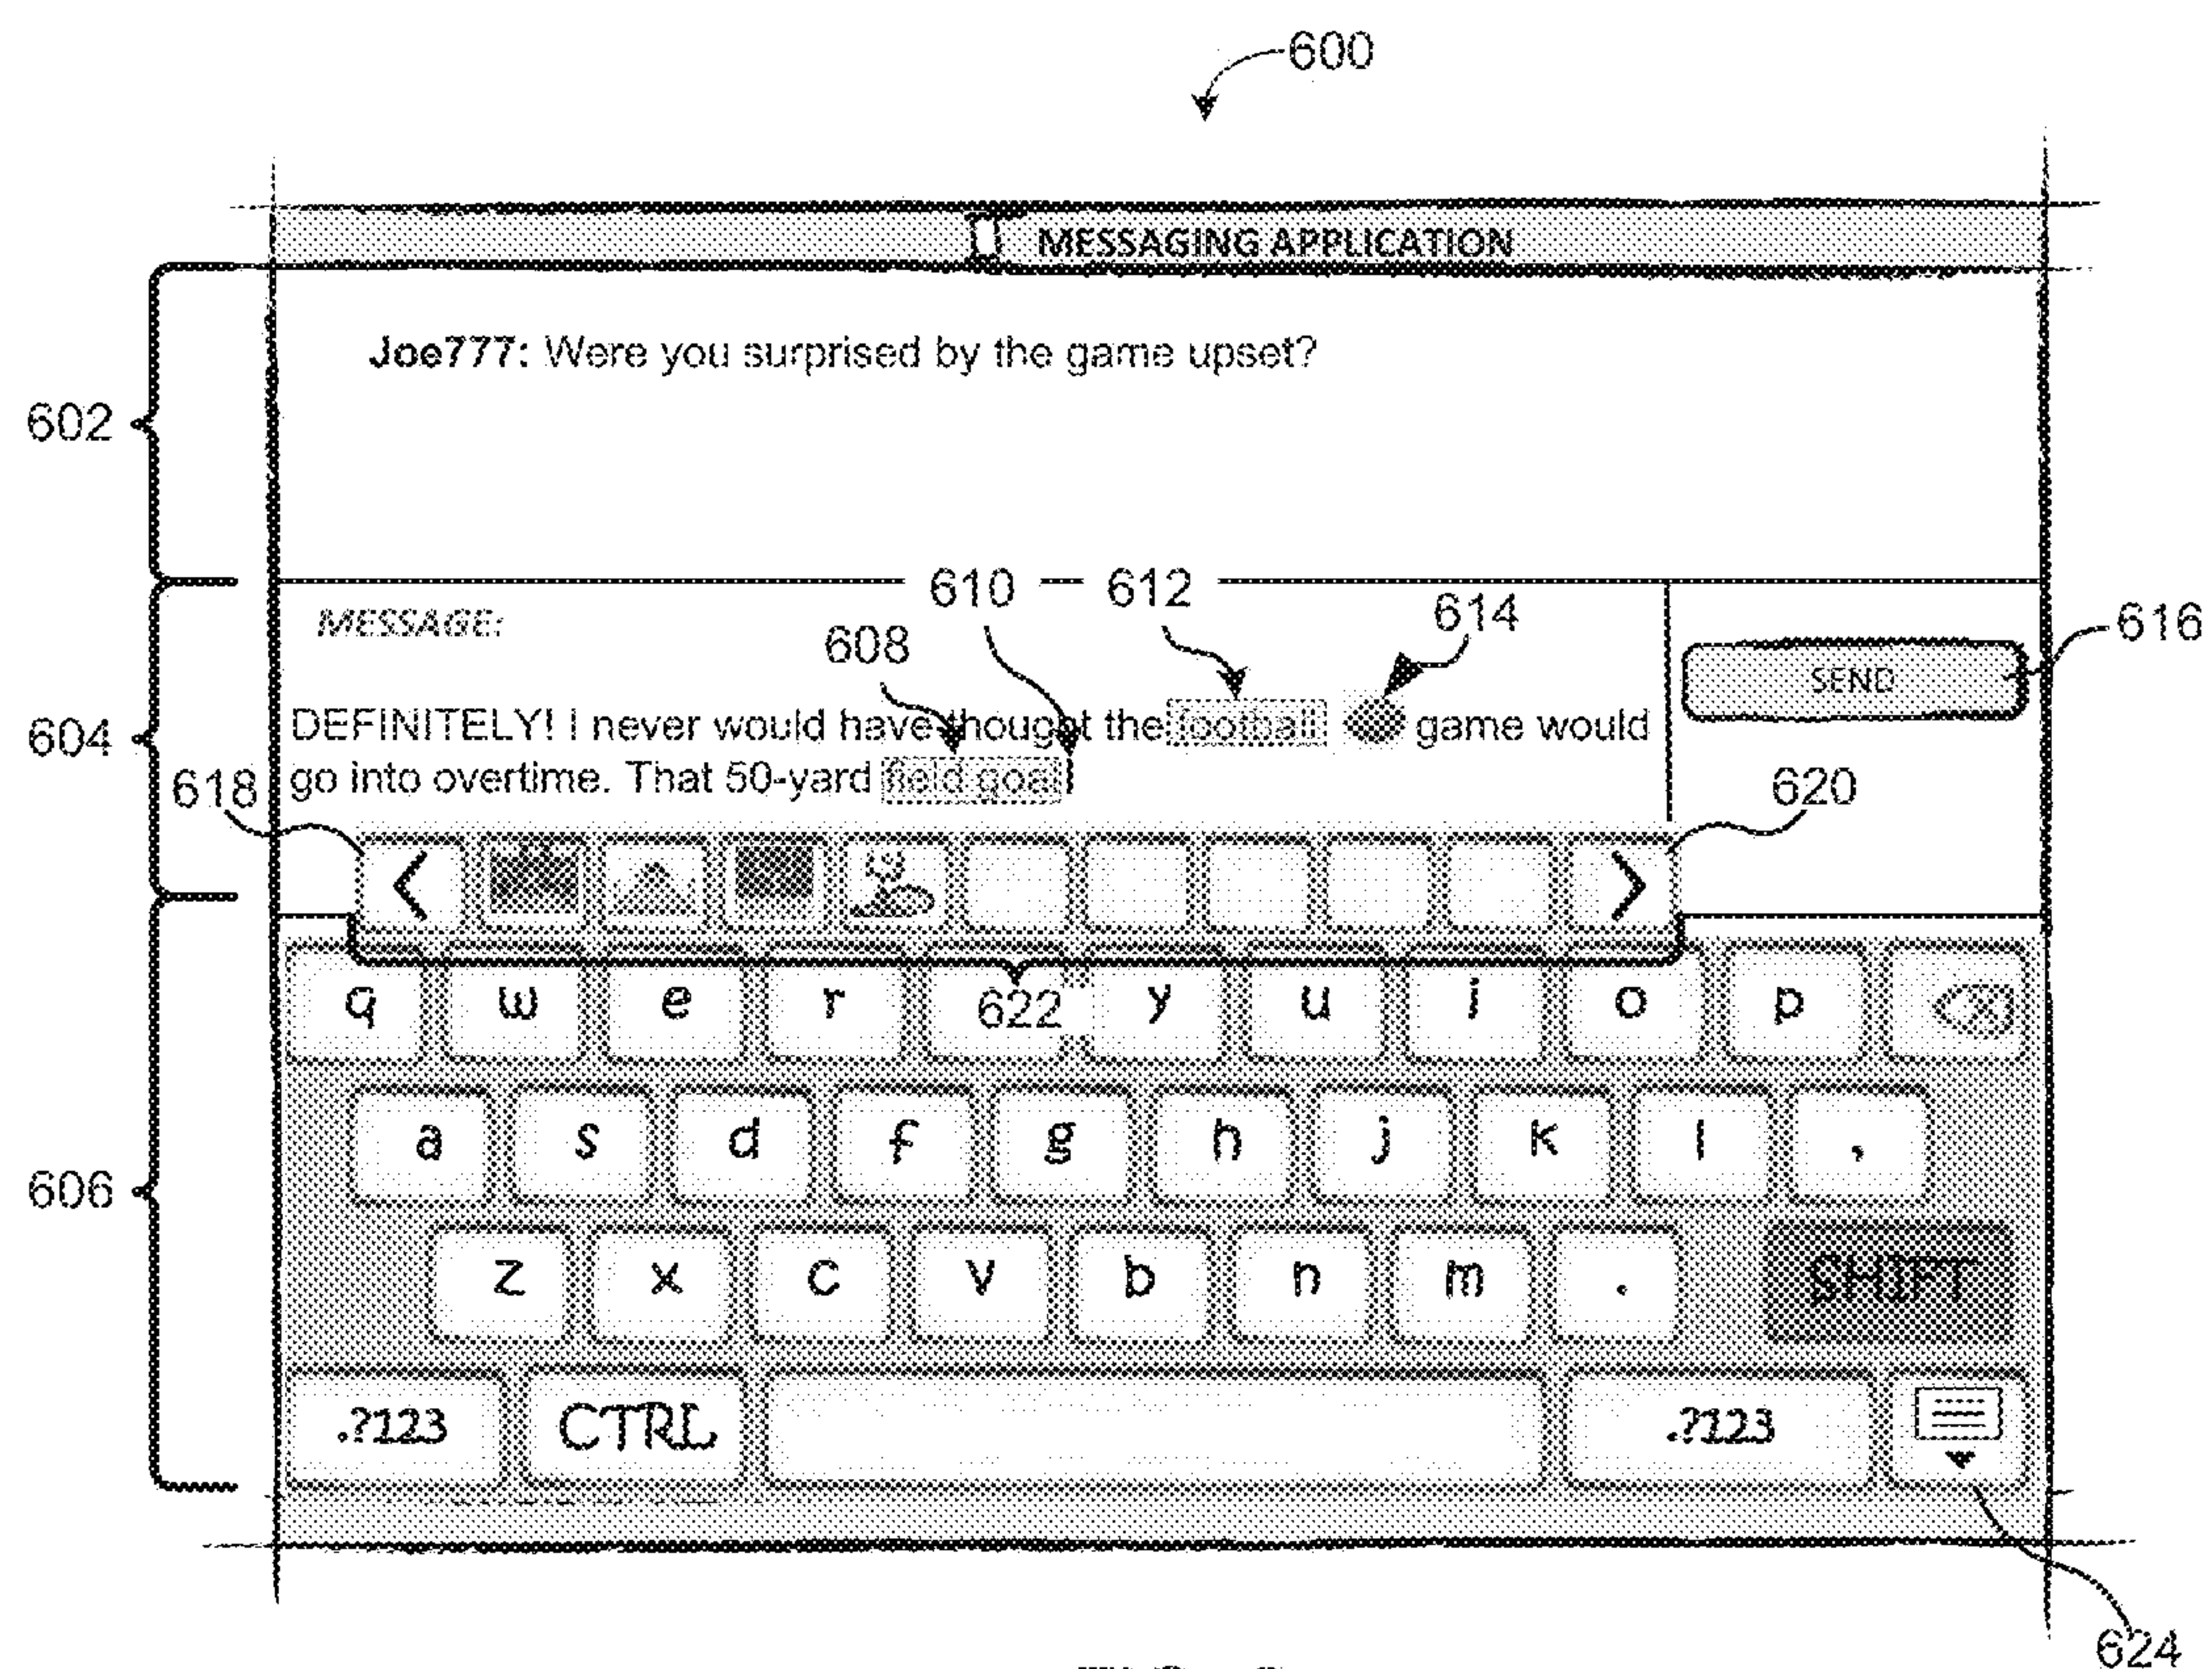 600
MESSAGING APPLICATION
Joe777: Were you surprised by the game upset?
602
610 612
MESSAGE:
608
614
616
SEND
604
DEFINITELY! I never would have thought the football game would
618
go into overtime. That 50-yard field goal
620
< >
q w e r y u i o p
622
a s d f g h j k l ,
606
z x c v b n m . SHIFT
.?123 CTRL .?123
624